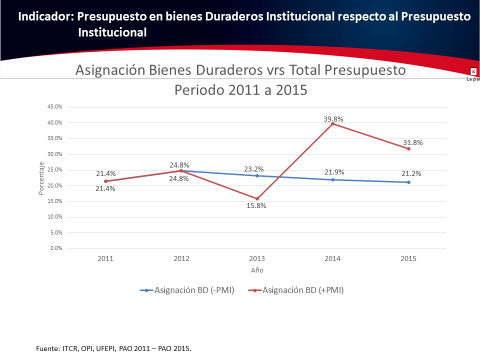 Indicador: Presupuesto en bienes Duraderos Institucional respecto al Presupuesto
Institucional
Asignación Bienes Duraderos vrs Total Presupuesto
Periodo 2011 a 2015
45.0%
40.0%
35.0%
30.0%
25.0%
20.0%
15.0%
10.0%
5.0%
0.0%
Porcentaje
21.4%
21.4%
24.8%
24.8%
23.2%
15.8%
39.8%
21.9%
31.8%
21.2%
2011 2012 2013 2014 2015
Año
Asignación BD (-PMI) Asignación BD (+PMI)
Fuente: ITCR, OPI, UFEPI, PAO 2011 – PAO 2015.